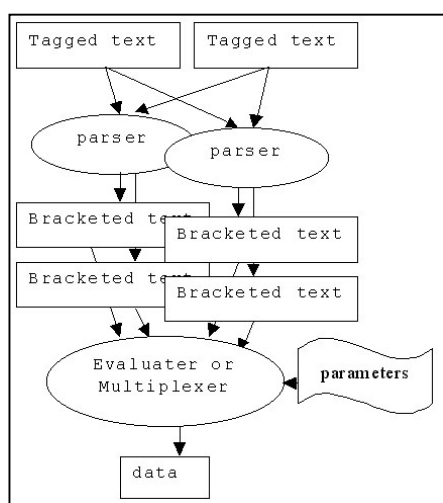 Tagged text
Tagged text
parser
parser
Bracketed text
Bracketed text
Bracketed text
Bracketed text
Evaluater or
Multiplexer
parameters
data